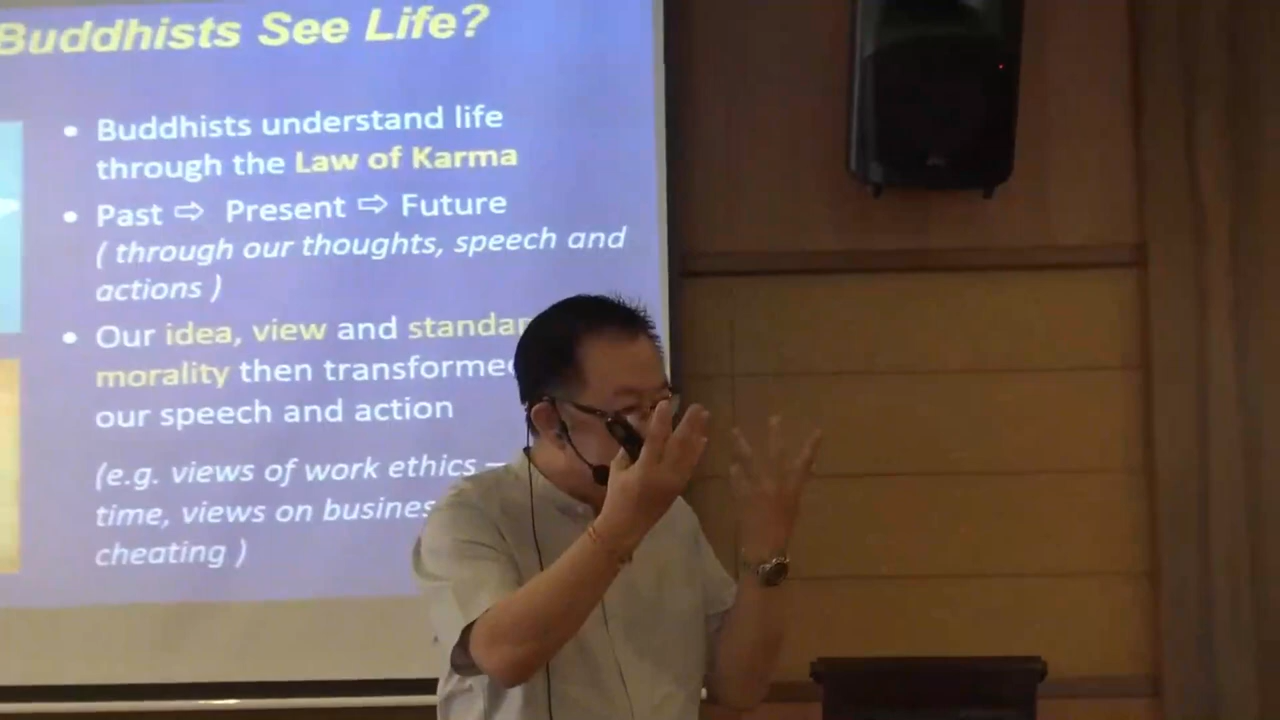 Buddhists See Life?
• Buddhists understand life
through the Law of Karma
• Past ⇨ Present ⇨ Future
( through our thoughts, speech and
actions )
• Our idea, view and
morality then transformed
our speech and action
(e.g. views of work ethics –
time, views on
cheating )